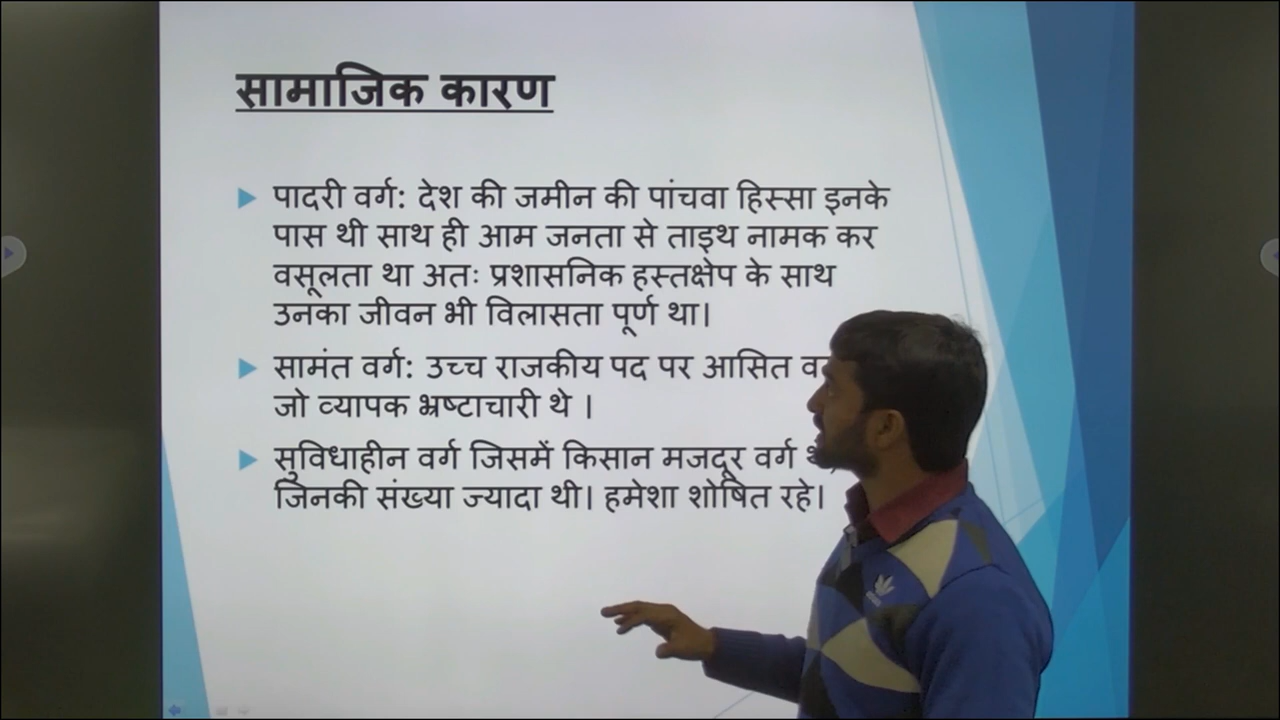 सामाजिक कारण
पादरी वर्ग: देश की जमीन की पांचवा हिस्सा इनके
पास थी साथ ही आम जनता से ताइथ नामक कर
वसूलता था अतः प्रशासनिक हस्तक्षेप के साथ
उनका जीवन भी विलासता पूर्ण था।
सामंत वर्ग: उच्च राजकीय पद पर आसित
जो व्यापक भ्रष्टाचारी थे ।
सुविधाहीन वर्ग जिसमें किसान मजदूर वर्ग
जिनकी संख्या ज्यादा थी। हमेशा शोषित रहे।